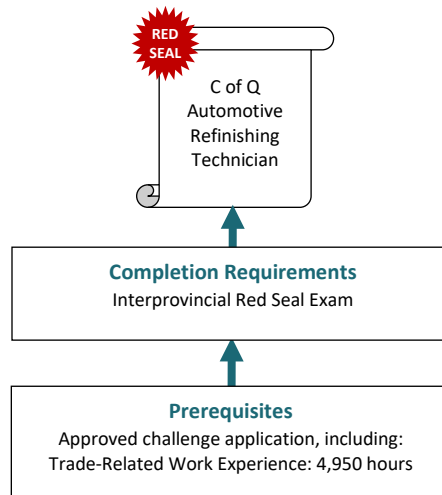 RED
SEAL
C of Q
Automotive
Refinishing
Technician
Completion Requirements
Interprovincial Red Seal Exam
Prerequisites
Approved challenge application, including:
Trade-Related Work Experience: 4,950 hours